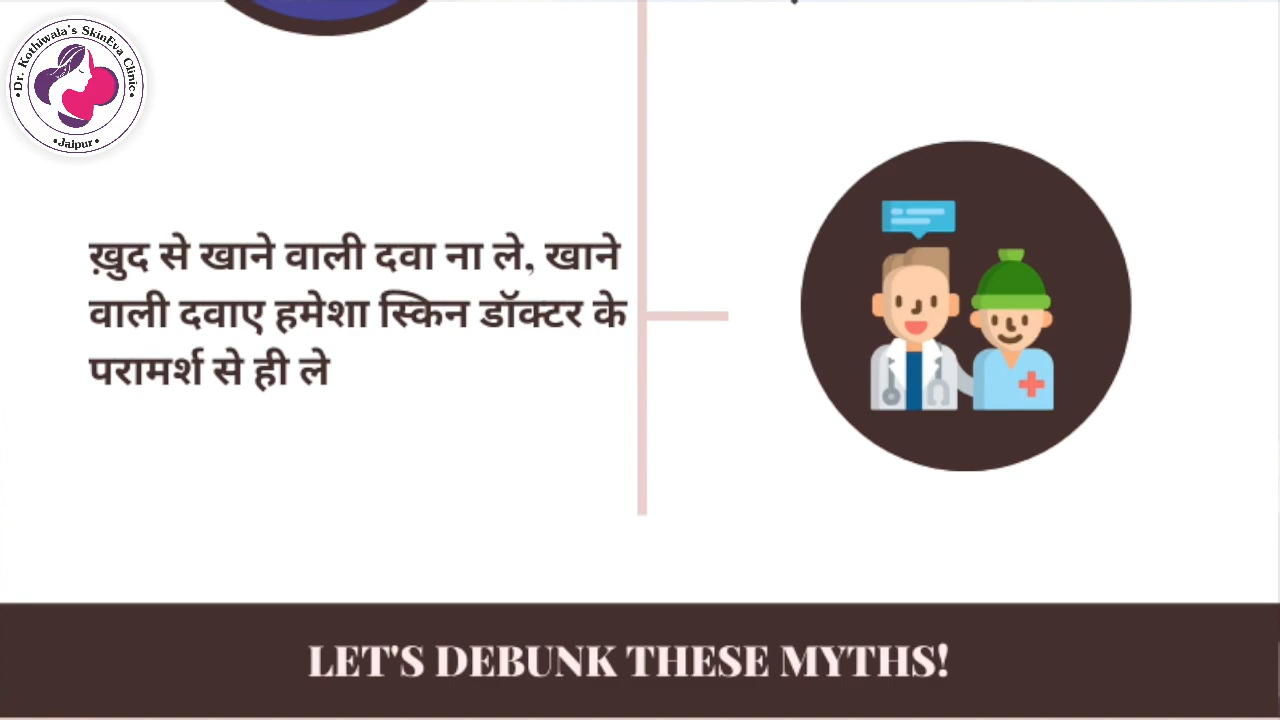 Dr. Kothiwala's SkinEva Clinic
Jaipur
ख़ुद से खाने वाली दवा ना ले, खाने
वाली दवाए हमेशा स्किन डॉक्टर के
परामर्श से ही ले
LET'S DEBUNK THESE MYTHS!